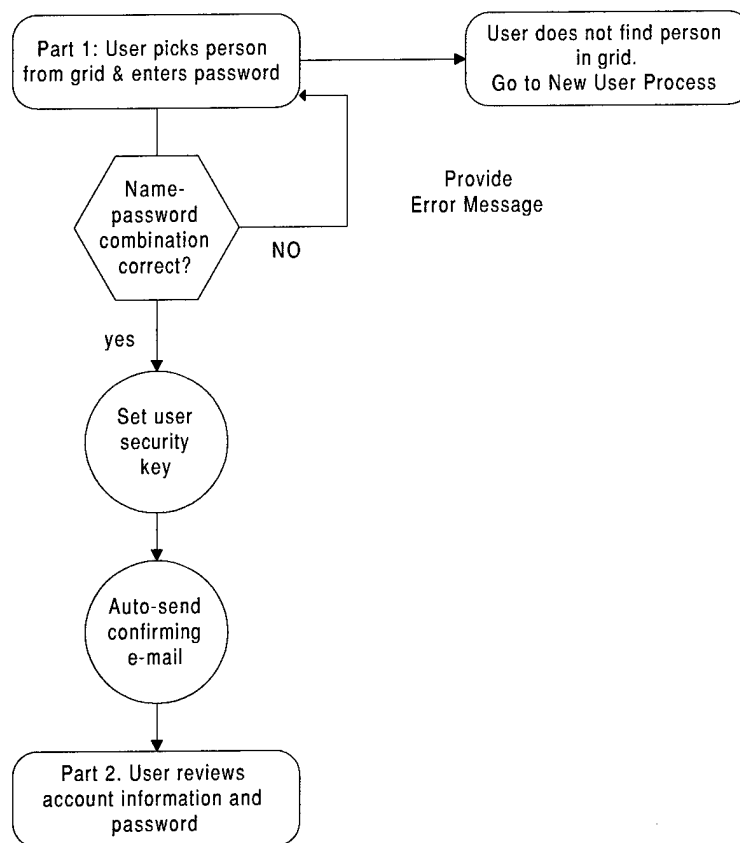 Part 1: User picks person
from grid & enters password
User does not find person
in grid.
Go to New User Process
Name-
password
combination
correct?
NO
Provide
Error Message
yes
Set user
security
key
Auto-send
confirming
e-mail
Part 2. User reviews
account information and
password